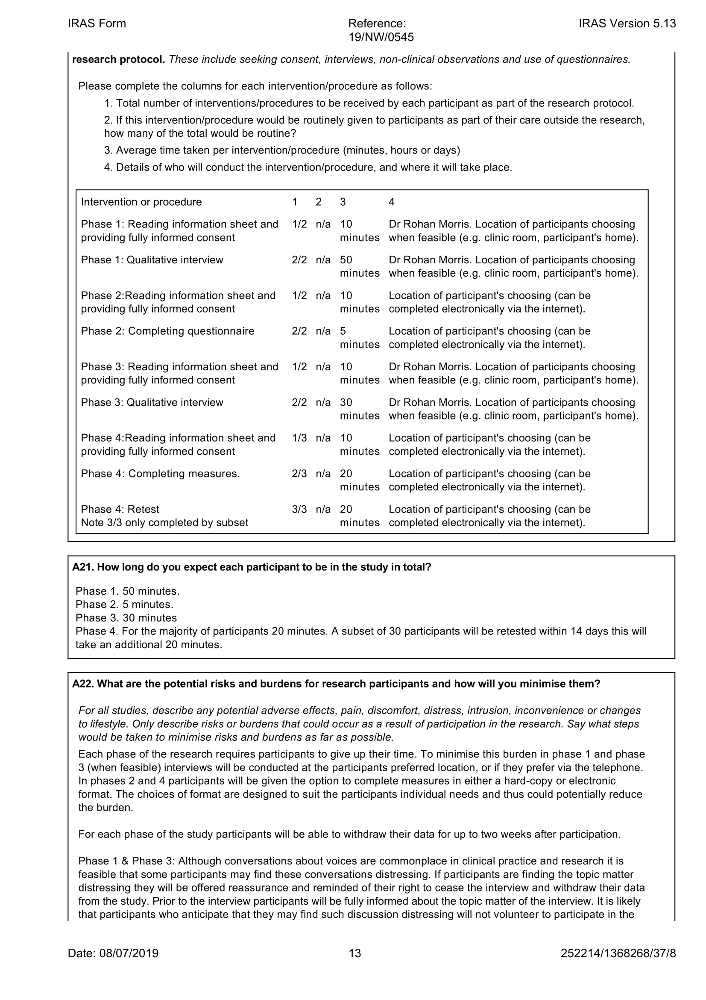 IRAS Form
Reference:
19/NW/0545
IRAS Version 5.13
research protocol. These include seeking consent, interviews, non-clinical observations and use of questionnaires.
Please complete the columns for each intervention/procedure as follows:
1. Total number of interventions/procedures to be received by each participant as part of the research protocol.
2. If this intervention/procedure would be routinely given to participants as part of their care outside the research,
how many of the total would be routine?
3. Average time taken per intervention/procedure (minutes, hours or days)
4. Details of who will conduct the intervention/procedure, and where it will take place.
Intervention or procedure 1 2 3 4
Phase 1: Reading information sheet and 1/2 n/a 10 Dr Rohan Morris. Location of participants choosing
providing fully informed consent minutes when feasible (e.g. clinic room, participant's home).
Phase 1: Qualitative interview 2/2 n/a 50 Dr Rohan Morris. Location of participants choosing
minutes when feasible (e.g. clinic room, participant's home).
Phase 2:Reading information sheet and 1/2 n/a 10 Location of participant's choosing (can be
providing fully informed consent minutes completed electronically via the internet).
Phase 2: Completing questionnaire 2/2 n/a 5 Location of participant's choosing (can be
minutes completed electronically via the internet).
Phase 3: Reading information sheet and 1/2 n/a 10 Dr Rohan Morris. Location of participants choosing
providing fully informed consent minutes when feasible (e.g. clinic room, participant's home).
Phase 3: Qualitative interview 2/2 n/a 30 Dr Rohan Morris. Location of participants choosing
minutes when feasible (e.g. clinic room, participant's home).
Phase 4:Reading information sheet and 1/3 n/a 10 Location of participant's choosing (can be
providing fully informed consent minutes completed electronically via the internet).
Phase 4: Completing measures. 2/3 n/a 20 Location of participant's choosing (can be
minutes completed electronically via the internet).
Phase 4: Retest 3/3 n/a 20 Location of participant's choosing (can be
Note 3/3 only completed by subset minutes completed electronically via the internet).
A21. How long do you expect each participant to be in the study in total?
Phase 1. 50 minutes.
Phase 2. 5 minutes.
Phase 3. 30 minutes
Phase 4. For the majority of participants 20 minutes. A subset of 30 participants will be retested within 14 days this will
take an additional 20 minutes.
A22. What are the potential risks and burdens for research participants and how will you minimise them?
For all studies, describe any potential adverse effects, pain, discomfort, distress, intrusion, inconvenience or changes
to lifestyle. Only describe risks or burdens that could occur as a result of participation in the research. Say what steps
would be taken to minimise risks and burdens as far as possible.
Each phase of the research requires participants to give up their time. To minimise this burden in phase 1 and phase
3 (when feasible) interviews will be conducted at the participants preferred location, or if they prefer via the telephone.
In phases 2 and 4 participants will be given the option to complete measures in either a hard-copy or electronic
format. The choices of format are designed to suit the participants individual needs and thus could potentially reduce
the burden.
For each phase of the study participants will be able to withdraw their data for up to two weeks after participation.
Phase 1 & Phase 3: Although conversations about voices are commonplace in clinical practice and research it is
feasible that some participants may find these conversations distressing. If participants are finding the topic matter
distressing they will be offered reassurance and reminded of their right to cease the interview and withdraw their data
from the study. Prior to the interview participants will be fully informed about the topic matter of the interview. It is likely
that participants who anticipate that they may find such discussion distressing will not volunteer to participate in the
Date: 08/07/2019
13
252214/1368268/37/8